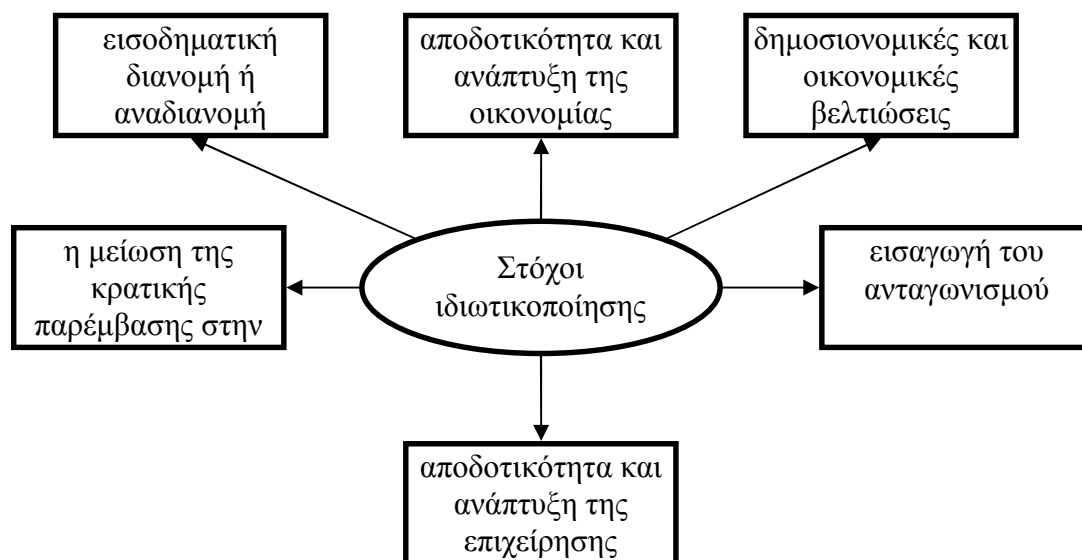 εισοδηματική
διανομή ή
αναδιανομή
αποδοτικότητα και
ανάπτυξη της
οικονομίας
δημοσιονομικές και
οικονομικές
βελτιώσεις
η μείωση της
κρατικής
παρέμβασης στην
Στόχοι
ιδιωτικοποίησης
εισαγωγή του
ανταγωνισμού
αποδοτικότητα και
ανάπτυξη της
επιχείρησης